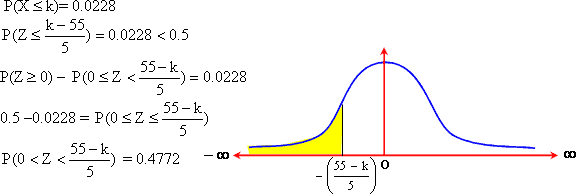 P(X ≤ k)= 0.0228
P(Z ≤ (k – 55)/5) = 0.0228 < 0.5
P(Z ≥ 0) – P(0 ≤ Z < (55 – k)/5) = 0.0228
0.5 –0.0228 = P(0 ≤ Z ≤ (55 – k)/5)
P(0 < Z < (55 – k)/5) = 0.4772
– ∞ 0 ∞
–((55 – k)/5)